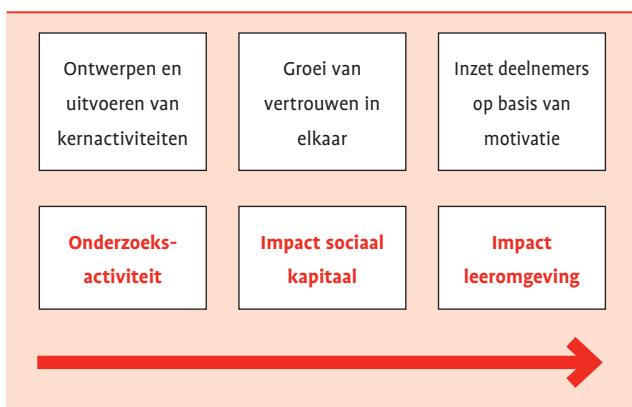 Ontwerpen en
uitvoeren van
kernactiviteiten
Groei van
vertrouwen in
elkaar
Inzet deelnemers
op basis van
motivatie
Onderzoeks-
activiteit
Impact sociaal
kapitaal
Impact
leeromgeving